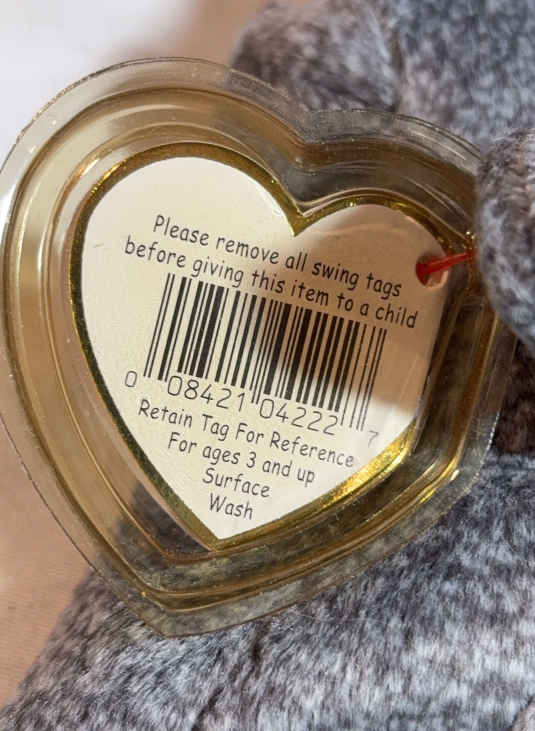 Please remove all swing tags
before giving this item to a child
0 08421 04222 7
Retain Tag For Reference
For ages 3 and up
Surface
Wash